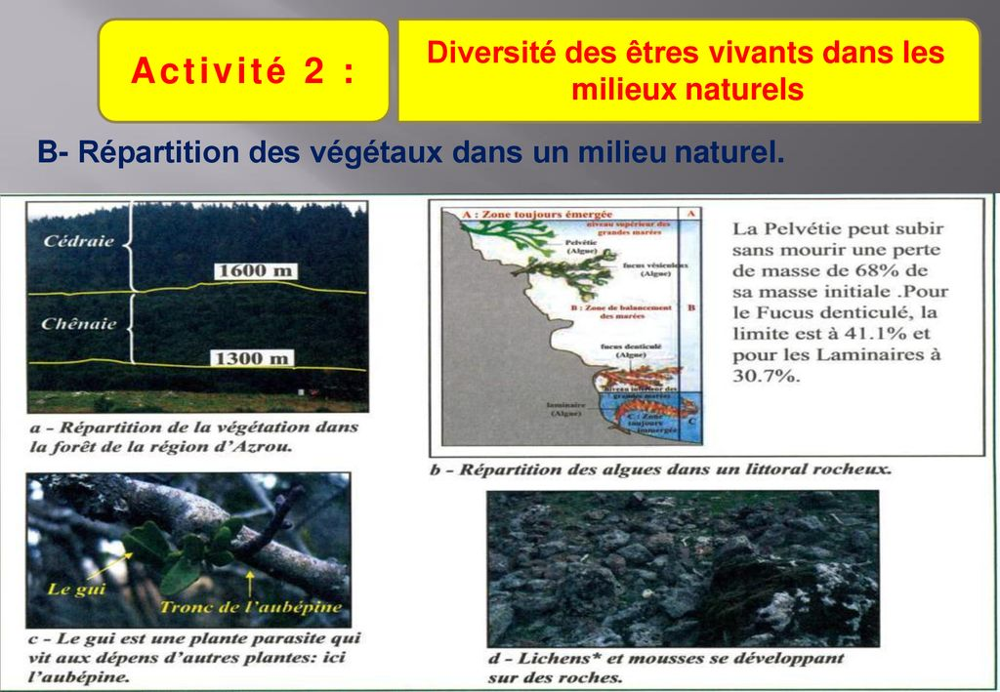 Activité 2 :
Diversité des êtres vivants dans les
milieux naturels
B- Répartition des végétaux dans un milieu naturel.
Cédraie
1600 m
Chênaie
1300 m
a - Répartition de la végétation dans
la forêt de la région d'Azrou.
A : Zone toujours émergée
A
niveau supérieur des
grandes marées
Pelvétie
(Algue)
fucus vésiculeux
(Algue)
B : Zone de balancement
des marées
B
fucus denticulé
(Algue)
niveau inférieur des
grandes marées
laminaire
(Algue)
C : Zone
toujours
immergée
C
La Pelvétie peut subir
sans mourir une perte
de masse de 68% de
sa masse initiale .Pour
le Fucus denticulé, la
limite est à 41.1% et
pour les Laminaires à
30.7%.
b - Répartition des algues dans un littoral rocheux.
Le gui
Tronc de l'aubépine
c - Le gui est une plante parasite qui
vit aux dépens d'autres plantes: ici
l'aubépine.
d - Lichens* et mousses se développant
sur des roches.